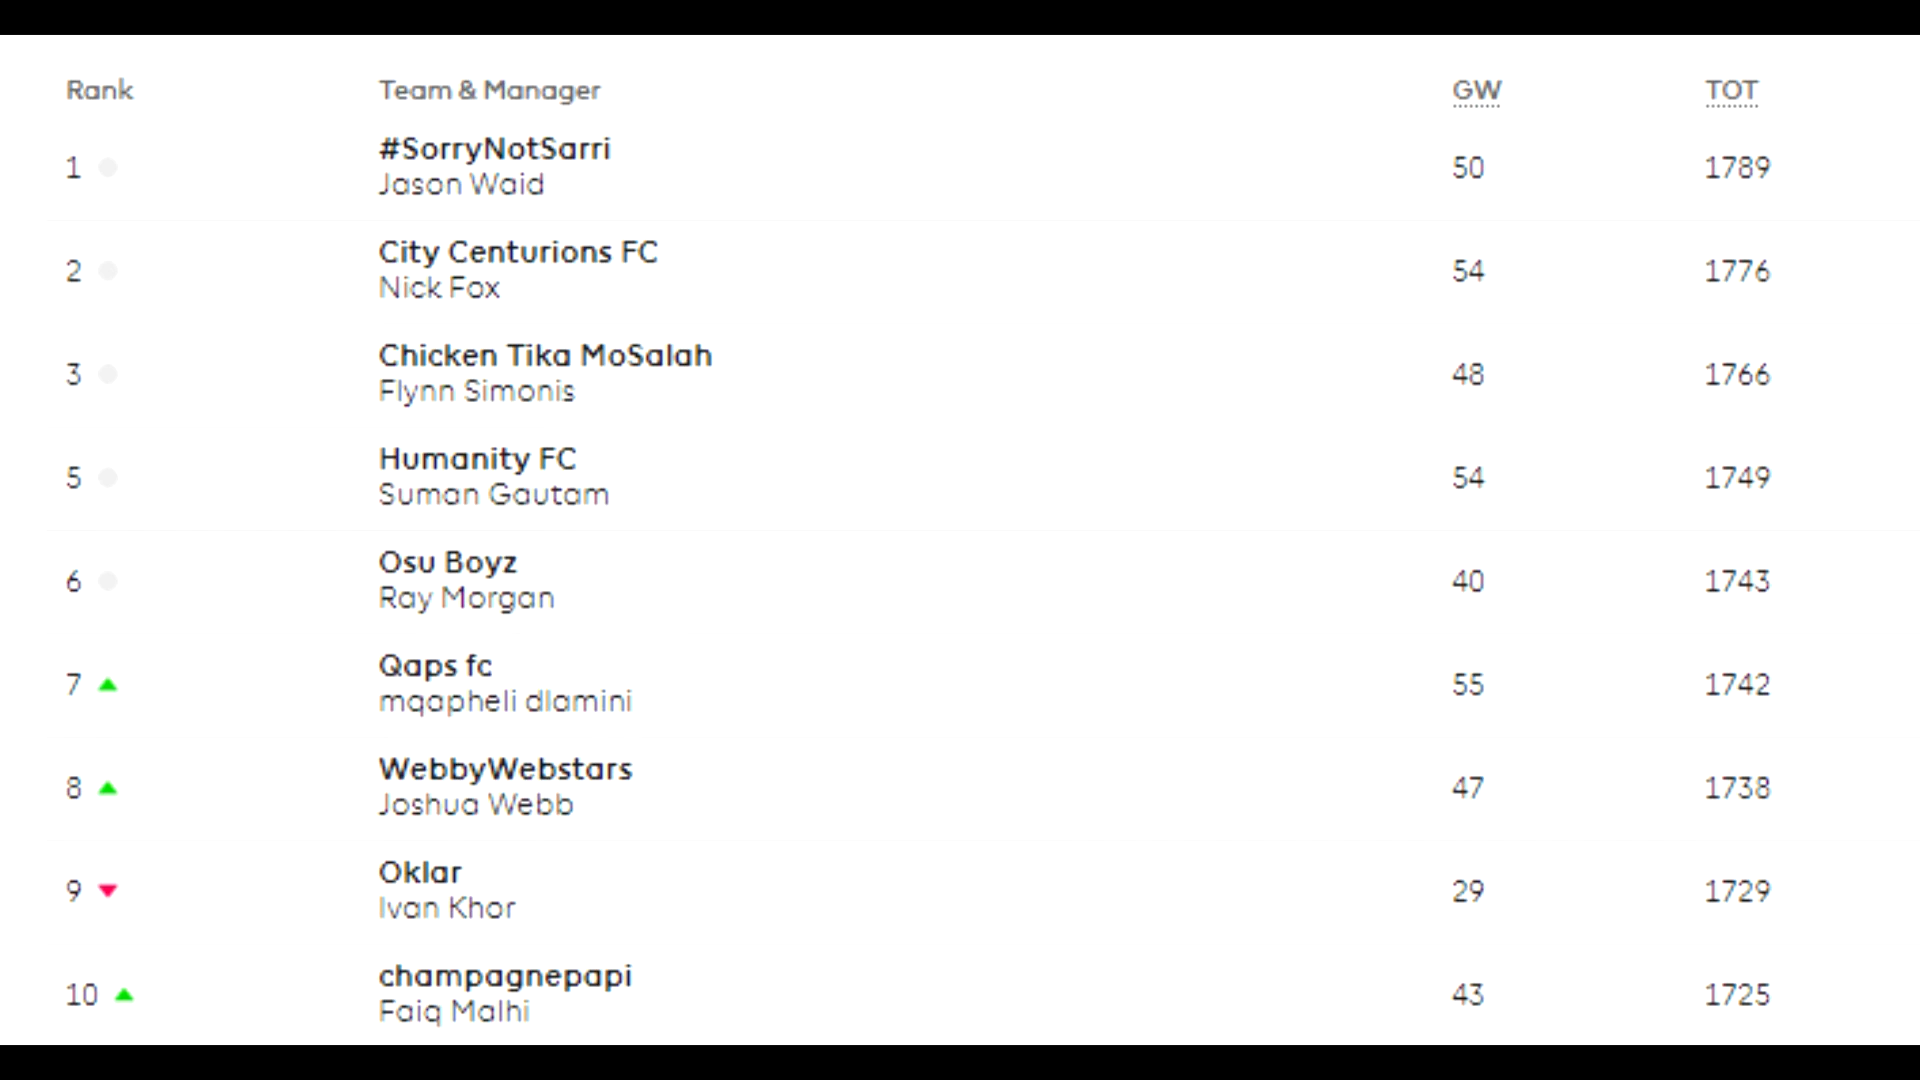 Rank Team & Manager GW TOT
#SorryNotSarri
1 50 1789
Jason Waid
City Centurions FC
2 54 1776
Nick Fox
Chicken Tika MoSalah
3 48 1766
Flynn Simonis
Humanity FC
5 54 1749
Suman Gautam
Osu Boyz
6 40 1743
Ray Morgan
Qaps fc
7 55 1742
mqapheli dlamini
WebbyWebstars
8 47 1738
Joshua Webb
Oklar
9 29 1729
Ivan Khor
champagnepapi
10 43 1725
Faiq Malhi